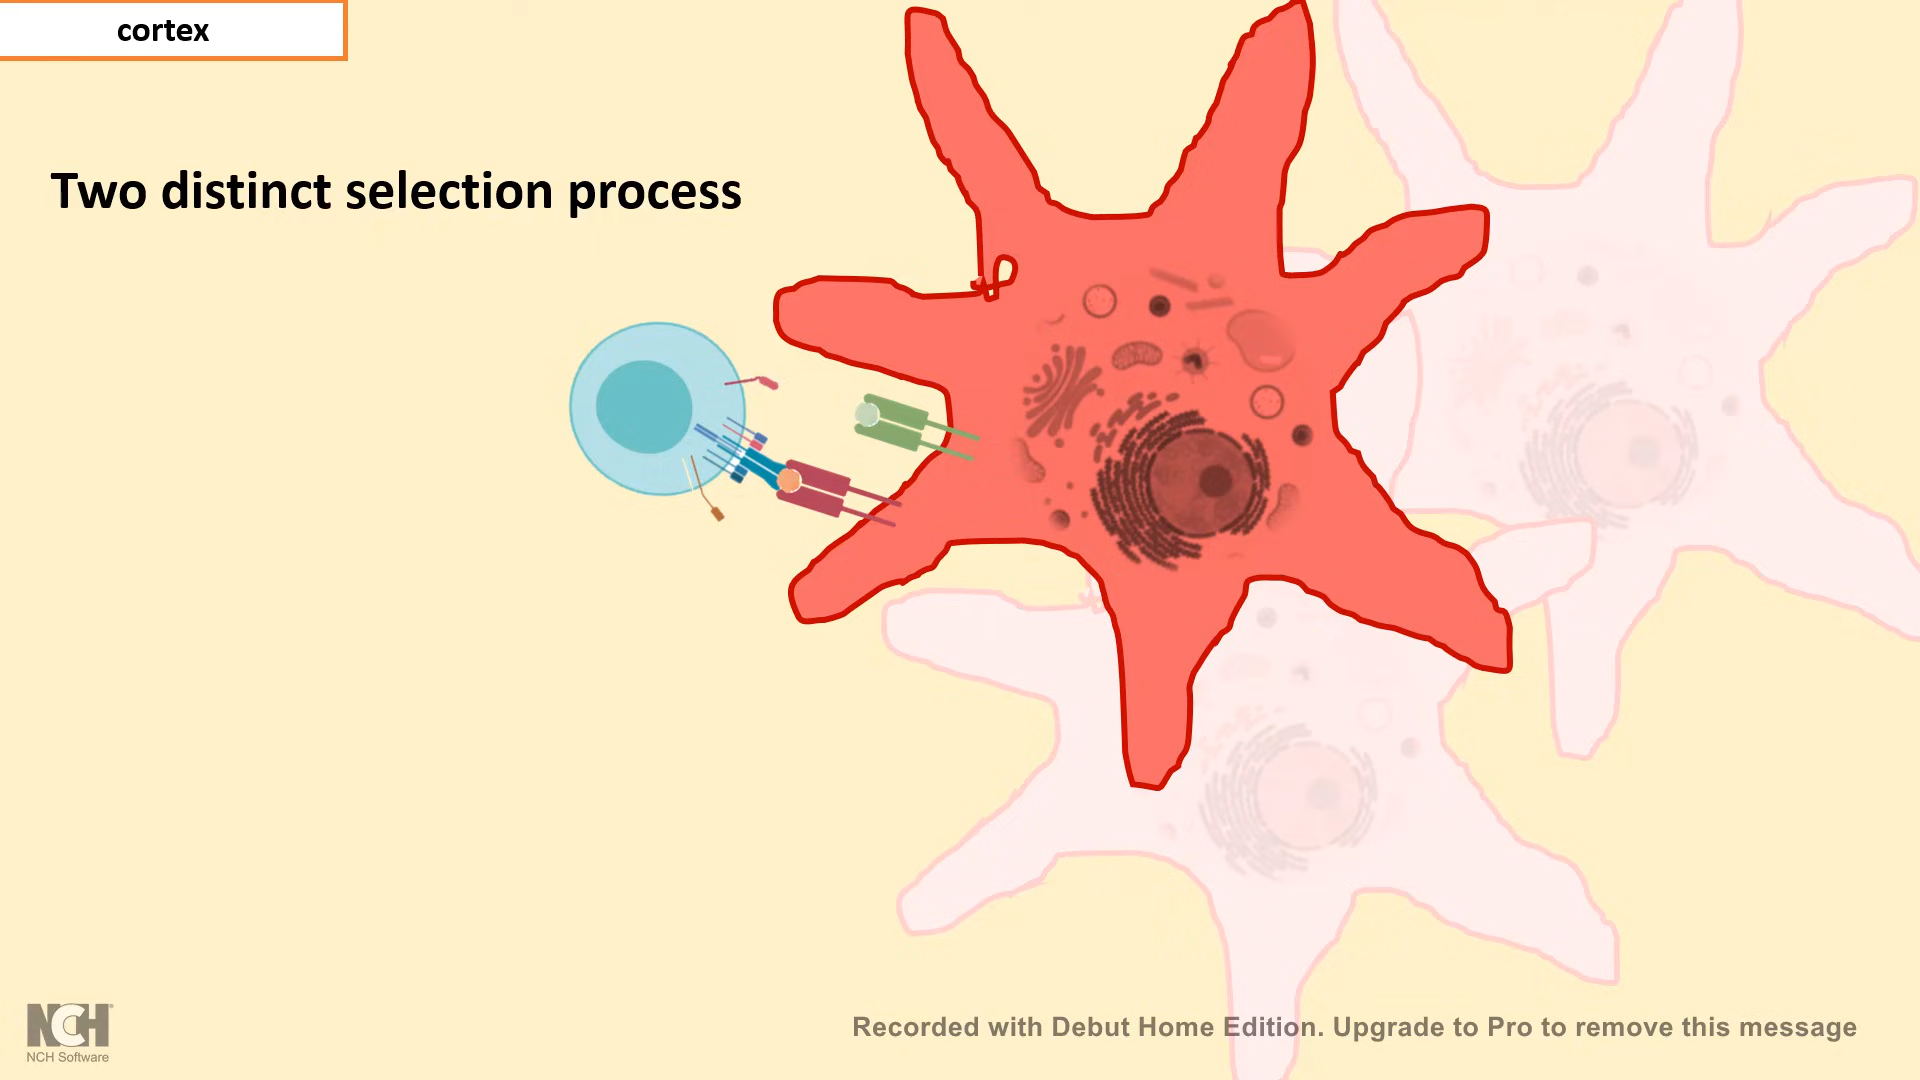 cortex
Two distinct selection process
NCH
NCH Software
Recorded with Debut Home Edition. Upgrade to Pro to remove this message